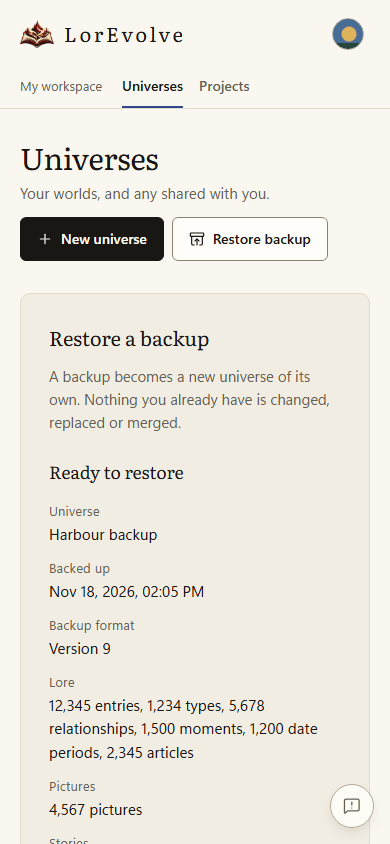 LorEvolve
My workspace
Universes
Projects
Universes
Your worlds, and any shared with you.
New universe
Restore backup
Restore a backup
A backup becomes a new universe of its
own. Nothing you already have is changed,
replaced or merged.
Ready to restore
Universe
Harbour backup
Backed up
Nov 18, 2026, 02:05 PM
Backup format
Version 9
Lore
12,345 entries, 1,234 types, 5,678
relationships, 1,500 moments, 1,200 date
periods, 2,345 articles
Pictures
4,567 pictures
Stories